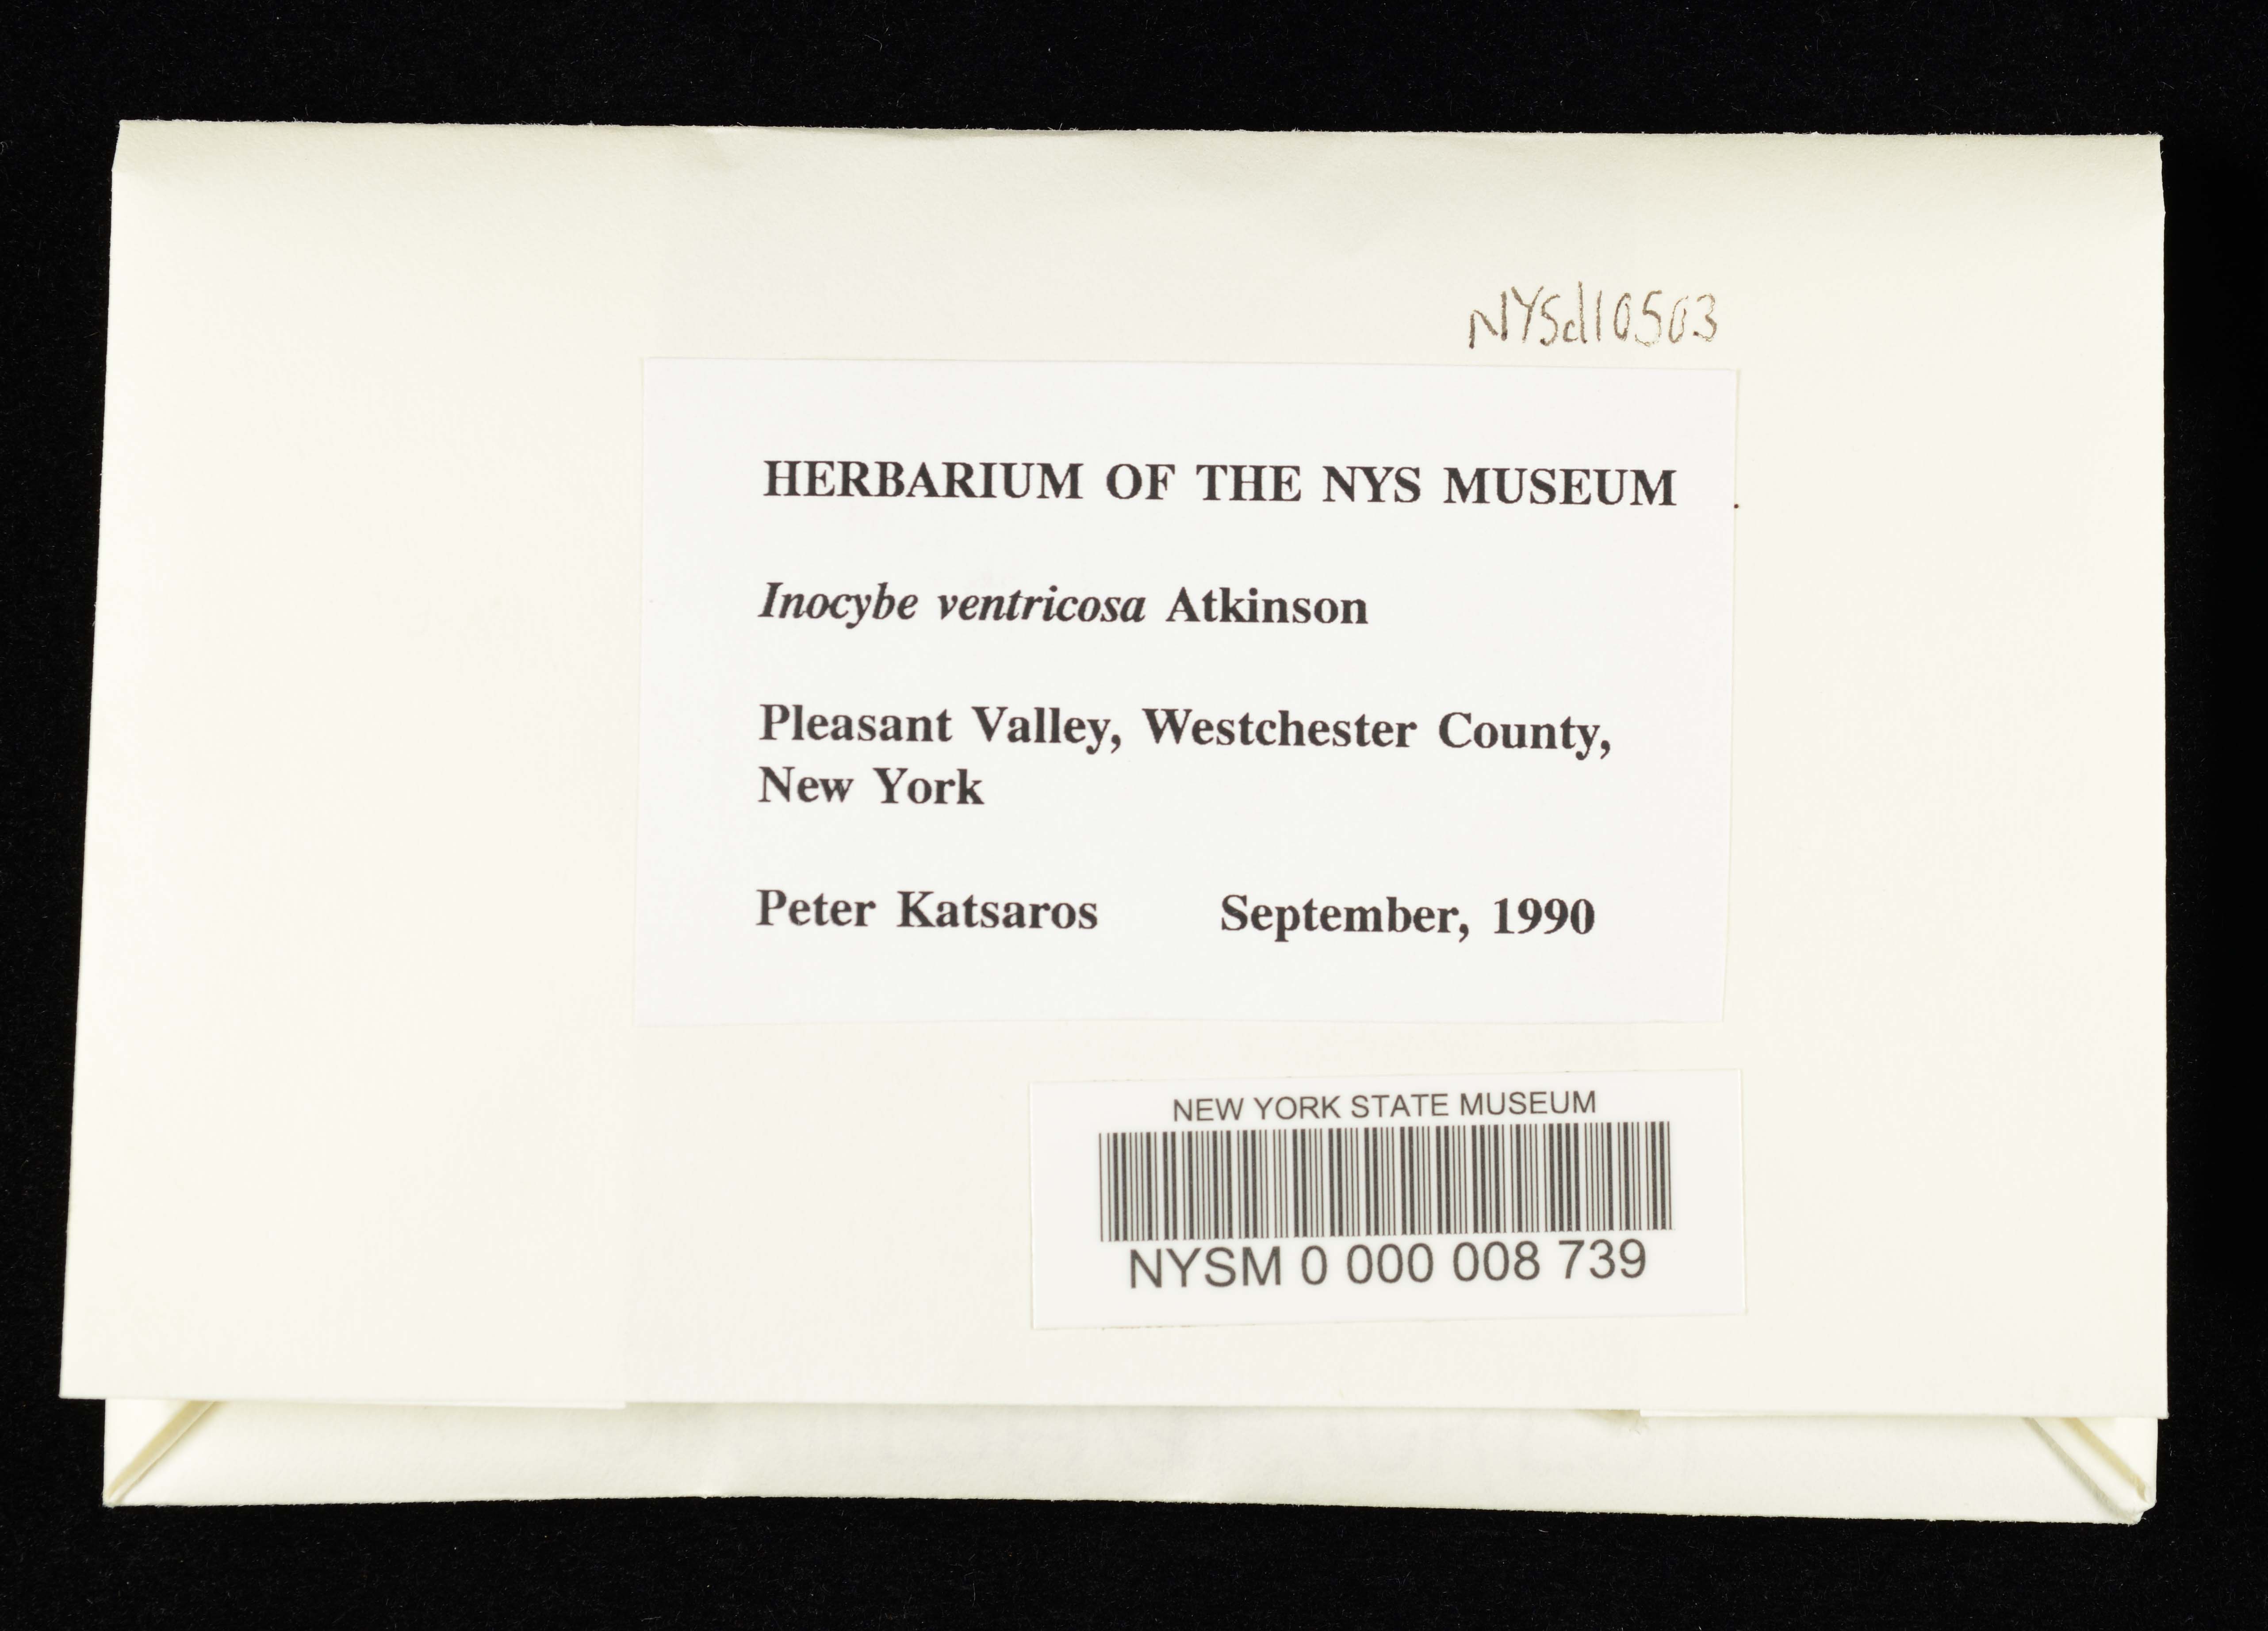 NYSd10503
HERBARIUM OF THE NYS MUSEUM
Inocybe ventricosa Atkinson
Pleasant Valley, Westchester County,
New York
Peter Katsaros September, 1990
NEW YORK STATE MUSEUM
NYSM 0 000 008 739